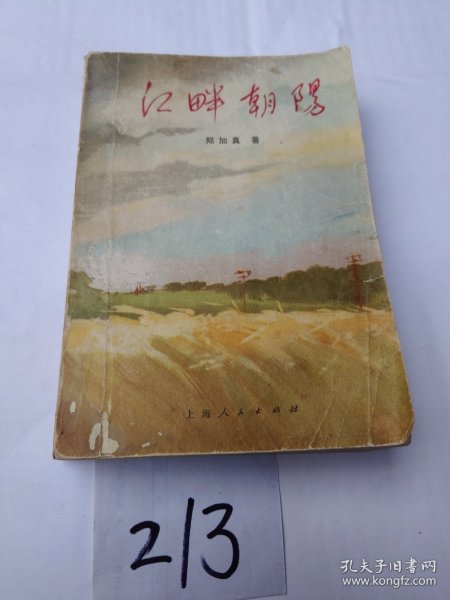 江畔朝陽
郑加真 著
上海人民出版社
213
孔夫子旧书网
www.kongfz.com